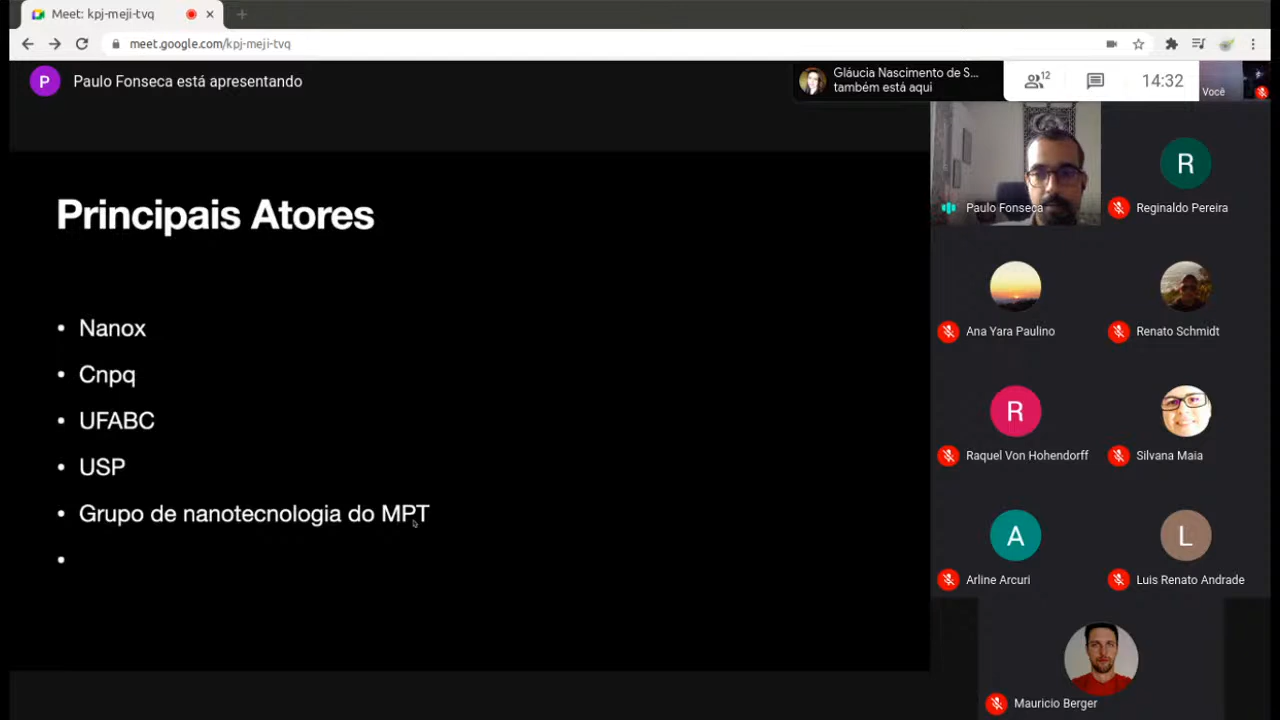 Meet: kpj-meji-tvq
meet.google.com/kpj-meji-tvq
P
Paulo Fonseca está apresentando
Gláucia Nascimento de S...
também está aqui
12
14:32
Você
Principais Atores
• Nanox
• Cnpq
• UFABC
• USP
• Grupo de nanotecnologia do MPT
•
Paulo Fonseca
R
Reginaldo Pereira
Ana Yara Paulino
Renato Schmidt
R
Raquel Von Hohendorff
Silvana Maia
A
Arline Arcuri
L
Luis Renato Andrade
Mauricio Berger